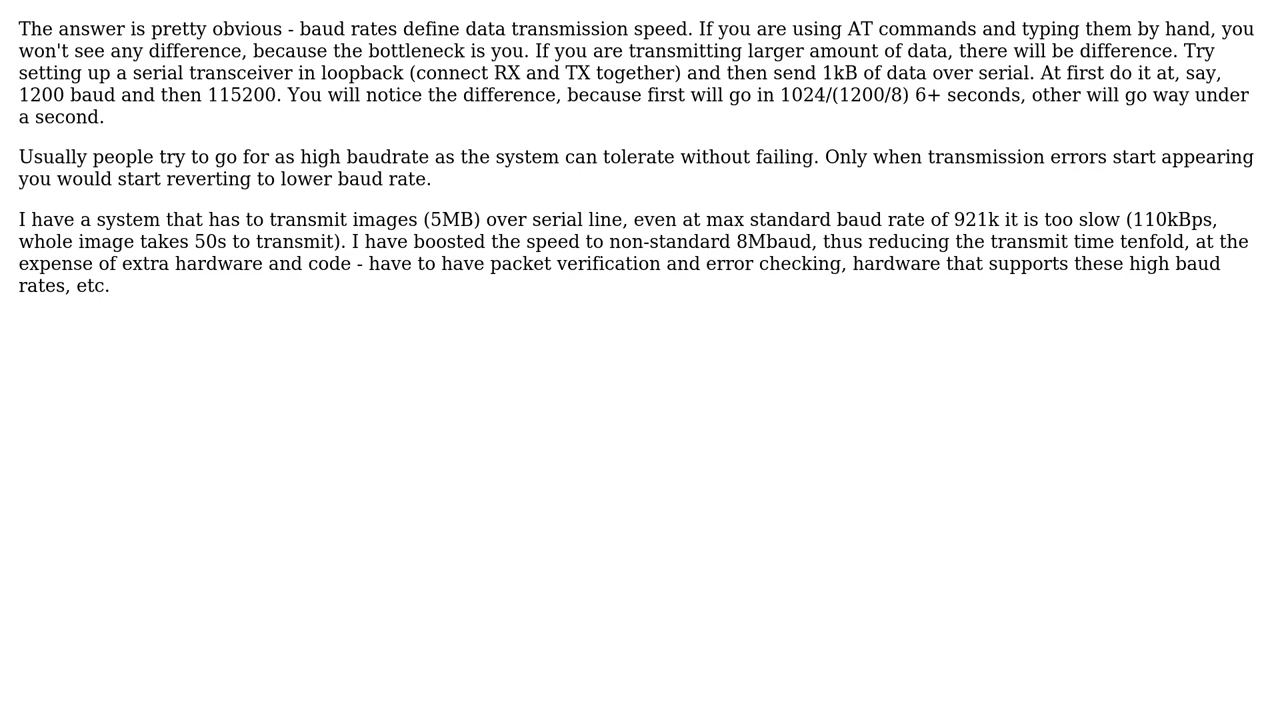 The answer is pretty obvious - baud rates define data transmission speed. If you are using AT commands and typing them by hand, you
won't see any difference, because the bottleneck is you. If you are transmitting larger amount of data, there will be difference. Try
setting up a serial transceiver in loopback (connect RX and TX together) and then send 1kB of data over serial. At first do it at, say,
1200 baud and then 115200. You will notice the difference, because first will go in 1024/(1200/8) 6+ seconds, other will go way under
a second.
Usually people try to go for as high baudrate as the system can tolerate without failing. Only when transmission errors start appearing
you would start reverting to lower baud rate.
I have a system that has to transmit images (5MB) over serial line, even at max standard baud rate of 921k it is too slow (110kBps,
whole image takes 50s to transmit). I have boosted the speed to non-standard 8Mbaud, thus reducing the transmit time tenfold, at the
expense of extra hardware and code - have to have packet verification and error checking, hardware that supports these high baud
rates, etc.